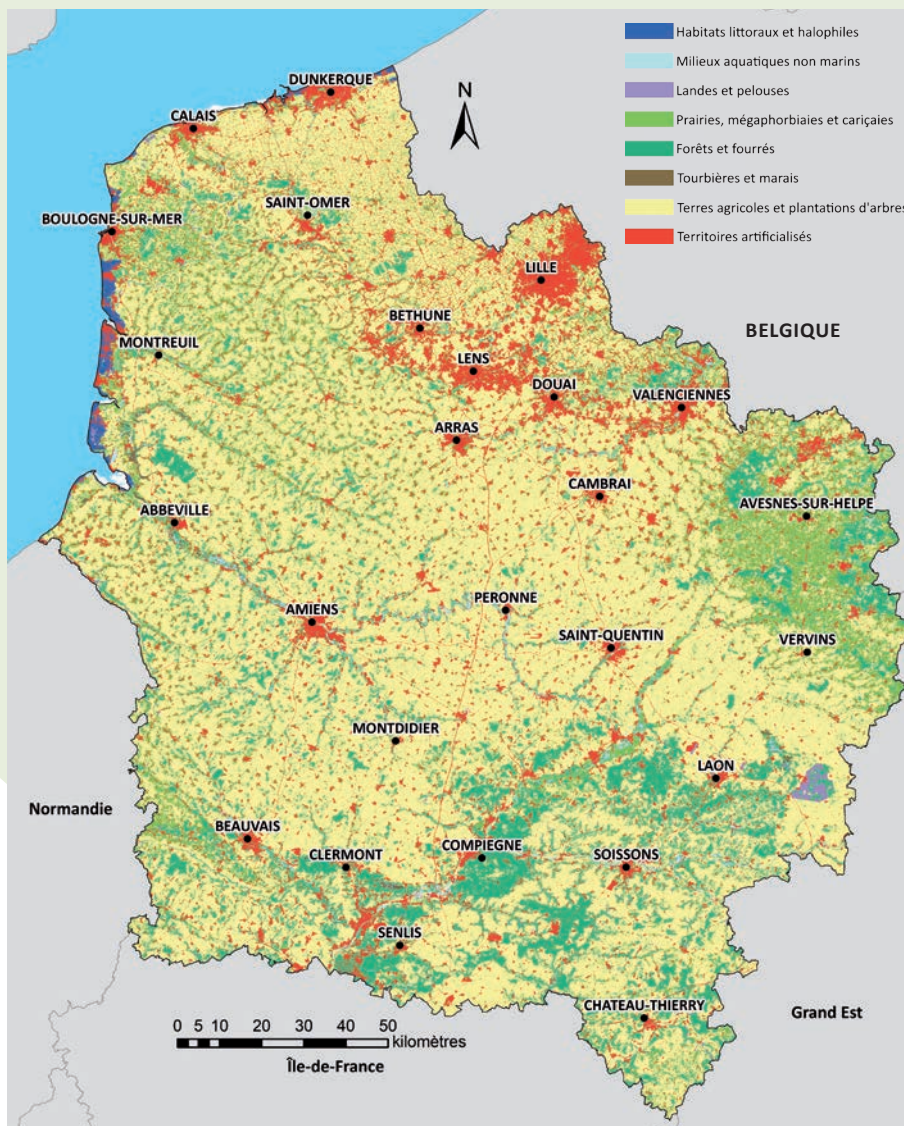 Habitats littoraux et halophiles
Milieux aquatiques non marins
Landes et pelouses
Prairies, mégaphorbiaies et cariçaies
Forêts et fourrés
Tourbières et marais
Terres agricoles et plantations d'arbres
Territoires artificialisés
N
DUNKERQUE
CALAIS
SAINT-OMER
BOULOGNE-SUR-MER
LILLE
BETHUNE
BELGIQUE
MONTREUIL
LENS
DOUAI
VALENCIENNES
ARRAS
CAMBRAI
AVESNES-SUR-HELPE
ABBEVILLE
PERONNE
AMIENS
SAINT-QUENTIN
VERVINS
MONTDIDIER
LAON
Normandie
BEAUVAIS
COMPIEGNE
CLERMONT
SOISSONS
SENLIS
CHATEAU-THIERRY
Grand Est
0 5 10 20 30 40 50
kilomètres
Île-de-France